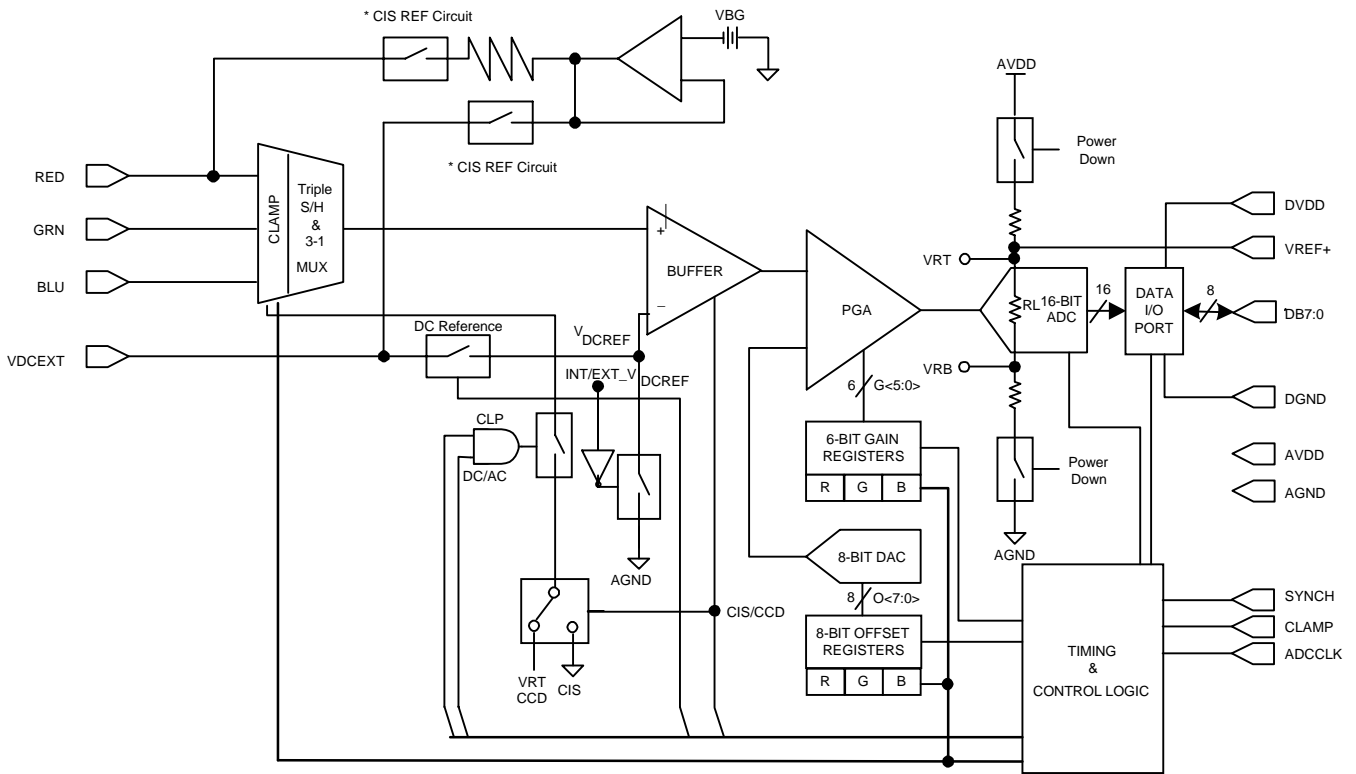 * CIS REF Circuit
VBG
* CIS REF Circuit
AVDD
Power
Down
RED
GRN
BLU
VDCEXT
CLAMP
Triple
S/H
&
3-1
MUX
+
BUFFER
–
PGA
VRT
VRB
RL
16-BIT
ADC
16
DATA
I/O
PORT
8
DVDD
VREF+
DB7:0
DGND
AVDD
AGND
DC Reference
VDCREF
INT/EXT_VDCREF
CLP
DC/AC
AGND
6
G<5:0>
6-BIT GAIN
REGISTERS
R G B
Power
Down
AGND
8-BIT DAC
8
O<7:0>
8-BIT OFFSET
REGISTERS
R G B
CIS/CCD
VRT
CCD
CIS
TIMING
&
CONTROL LOGIC
SYNCH
CLAMP
ADCCLK